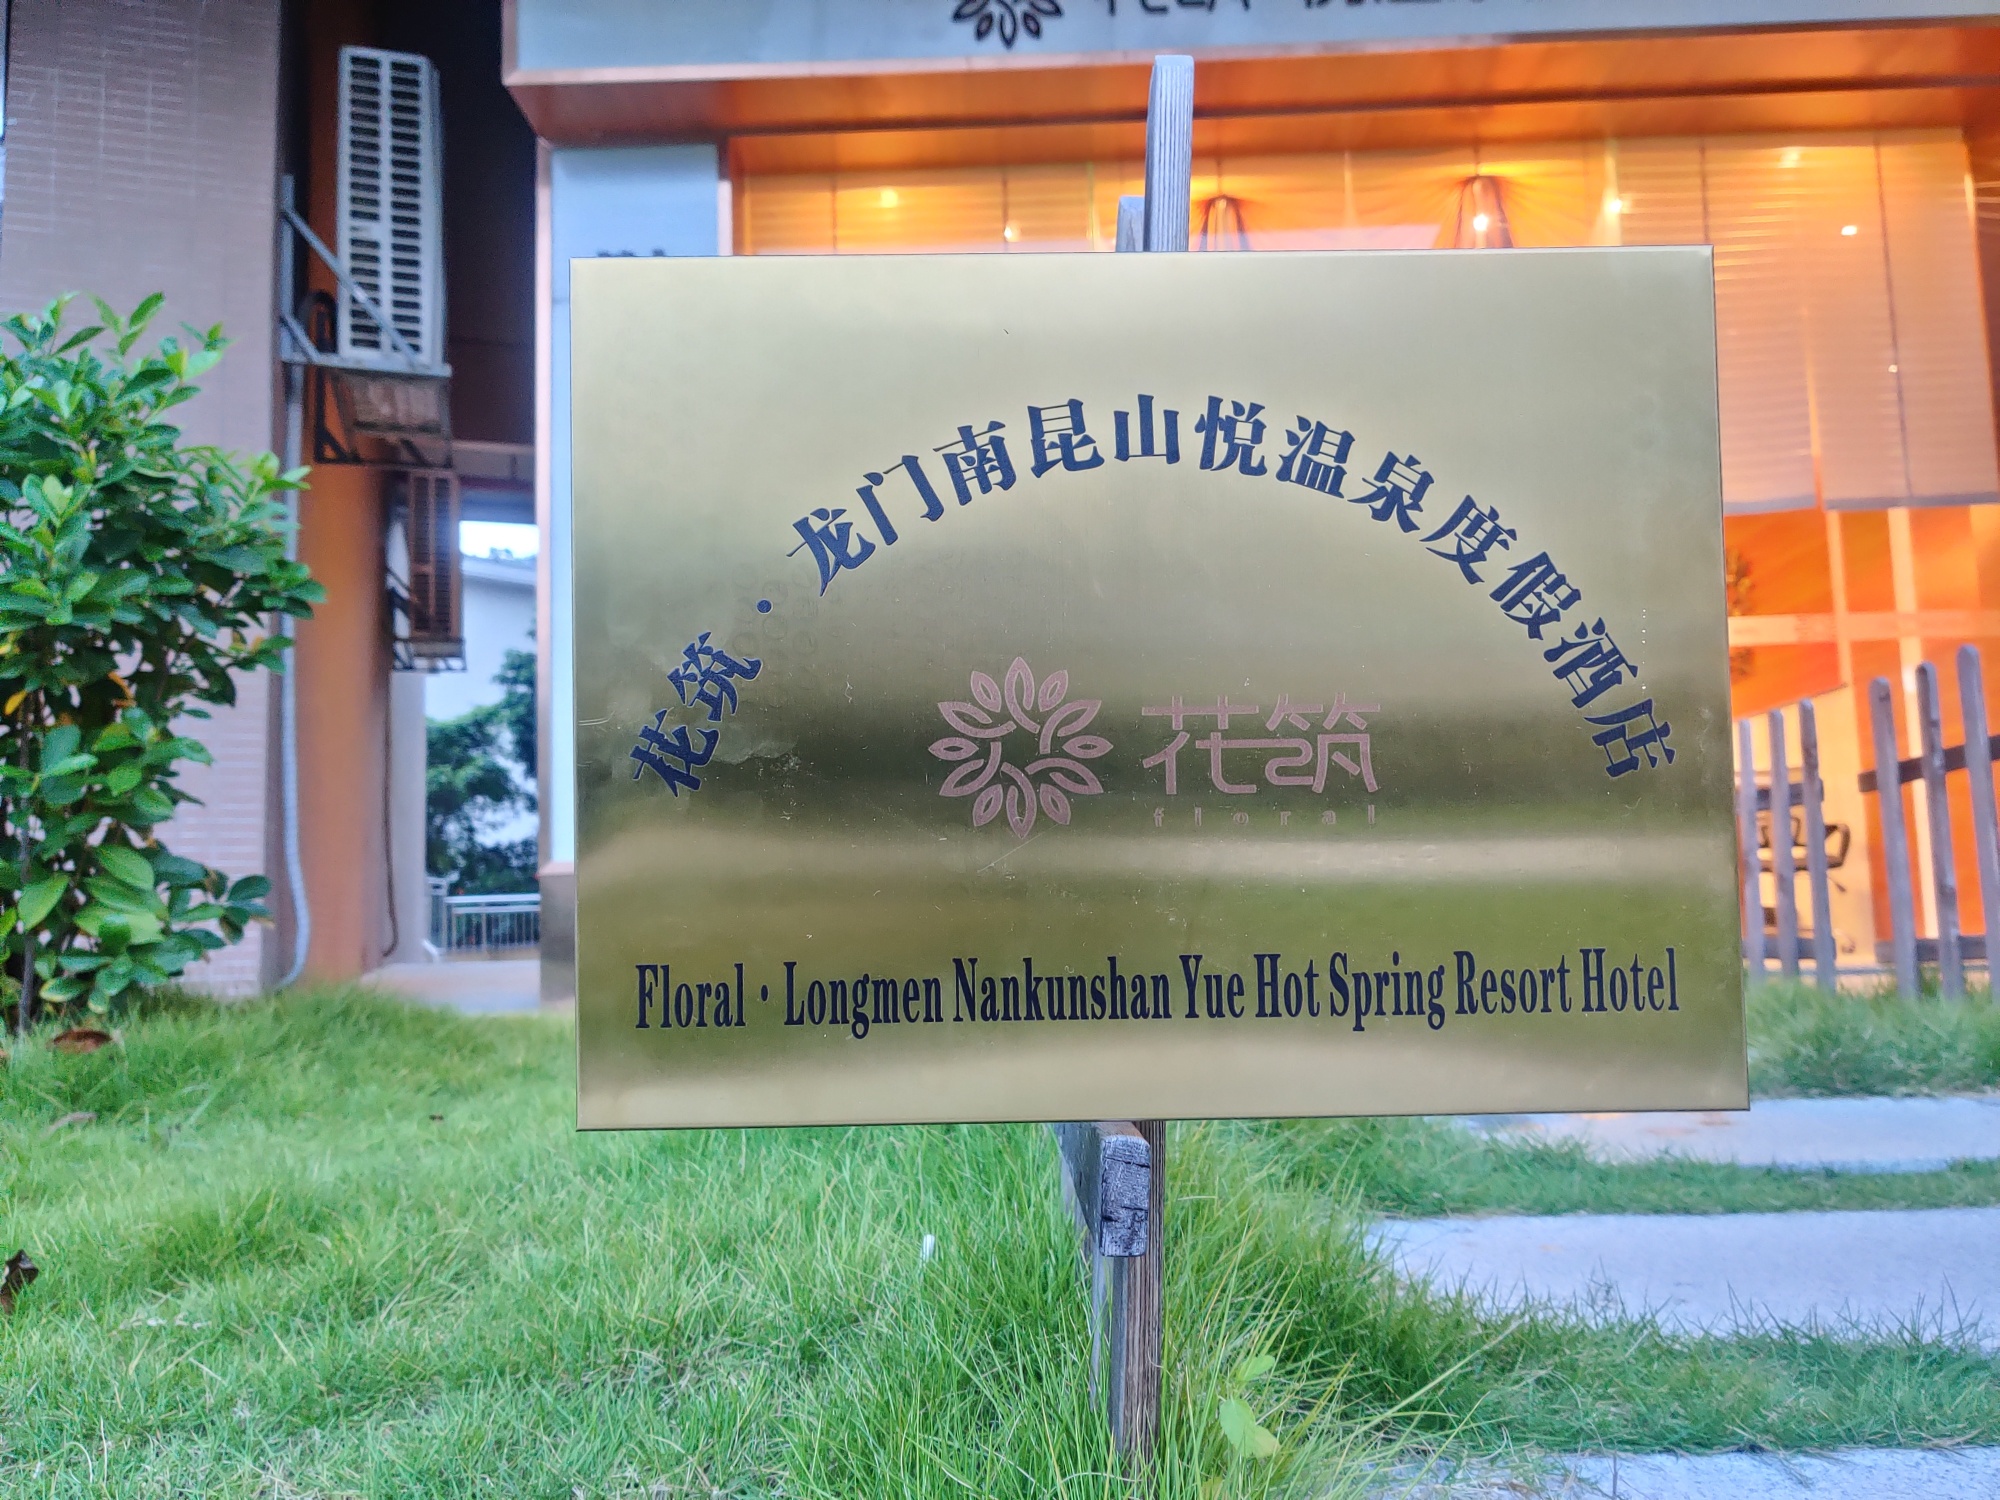 花筑·龙门南昆山悦温泉度假酒店
花筑
floral
Floral·Longmen Nankunshan Yue Hot Spring Resort Hotel